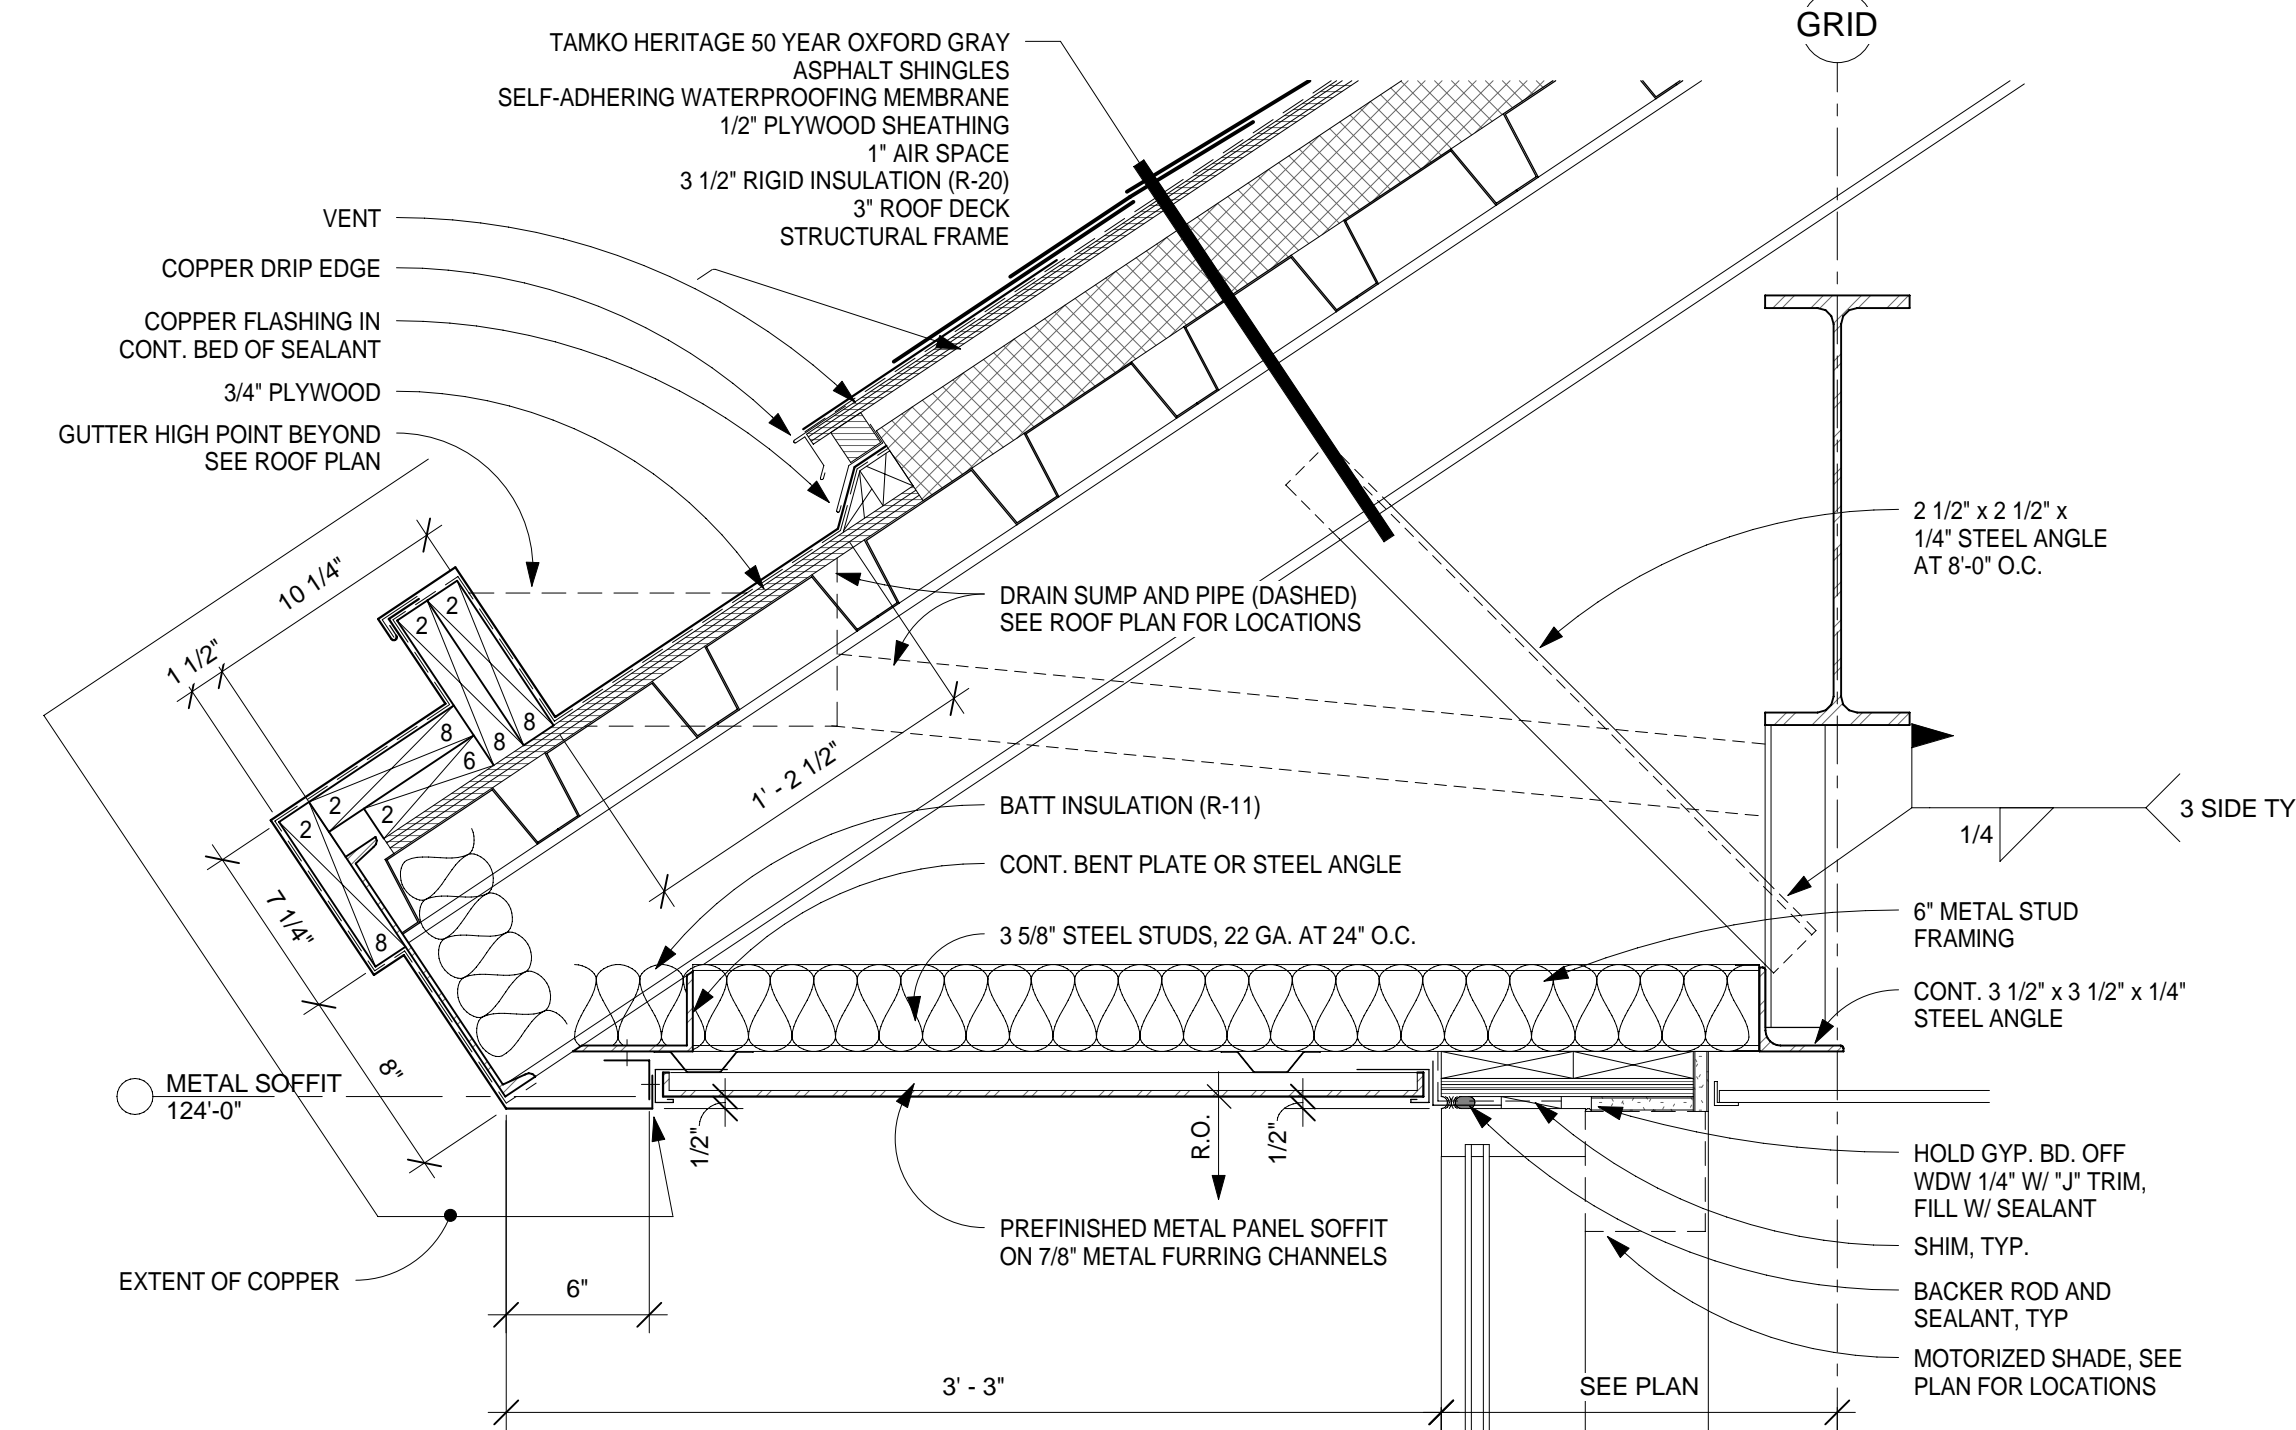 GRID
TAMKO HERITAGE 50 YEAR OXFORD GRAY
ASPHALT SHINGLES
SELF-ADHERING WATERPROOFING MEMBRANE
1/2" PLYWOOD SHEATHING
1" AIR SPACE
3 1/2" RIGID INSULATION (R-20)
3" ROOF DECK
STRUCTURAL FRAME
VENT
COPPER DRIP EDGE
COPPER FLASHING IN
CONT. BED OF SEALANT
3/4" PLYWOOD
GUTTER HIGH POINT BEYOND
SEE ROOF PLAN
10 1/4"
1 1/2"
2
2
8
8
8
6
2
2
2
8
7 1/4"
8"
1' - 2 1/2"
DRAIN SUMP AND PIPE (DASHED)
SEE ROOF PLAN FOR LOCATIONS
BATT INSULATION (R-11)
CONT. BENT PLATE OR STEEL ANGLE
3 5/8" STEEL STUDS, 22 GA. AT 24" O.C.
2 1/2" x 2 1/2" x
1/4" STEEL ANGLE
AT 8'-0" O.C.
3 SIDE TY
1/4
6" METAL STUD
FRAMING
CONT. 3 1/2" x 3 1/2" x 1/4"
STEEL ANGLE
METAL SOFFIT
124'-0"
1/2"
R.O.
1/2"
PREFINISHED METAL PANEL SOFFIT
ON 7/8" METAL FURRING CHANNELS
HOLD GYP. BD. OFF
WDW 1/4" W/ "J" TRIM,
FILL W/ SEALANT
SHIM, TYP.
BACKER ROD AND
SEALANT, TYP
MOTORIZED SHADE, SEE
PLAN FOR LOCATIONS
EXTENT OF COPPER
6"
3' - 3"
SEE PLAN